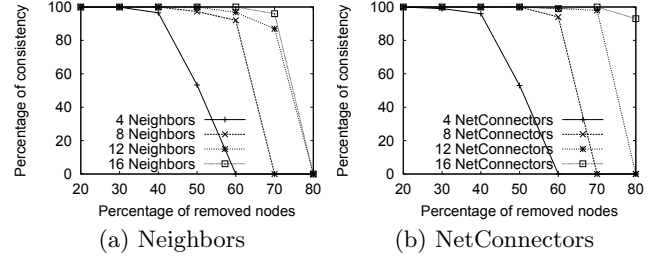 Percentage of consistency
100
80
60
40
20
0
4 Neighbors
8 Neighbors
12 Neighbors
16 Neighbors
20 30 40 50 60 70 80
Percentage of removed nodes
(a) Neighbors
Percentage of consistency
100
80
60
40
20
0
4 NetConnectors
8 NetConnectors
12 NetConnectors
16 NetConnectors
20 30 40 50 60 70 80
Percentage of removed nodes
(b) NetConnectors